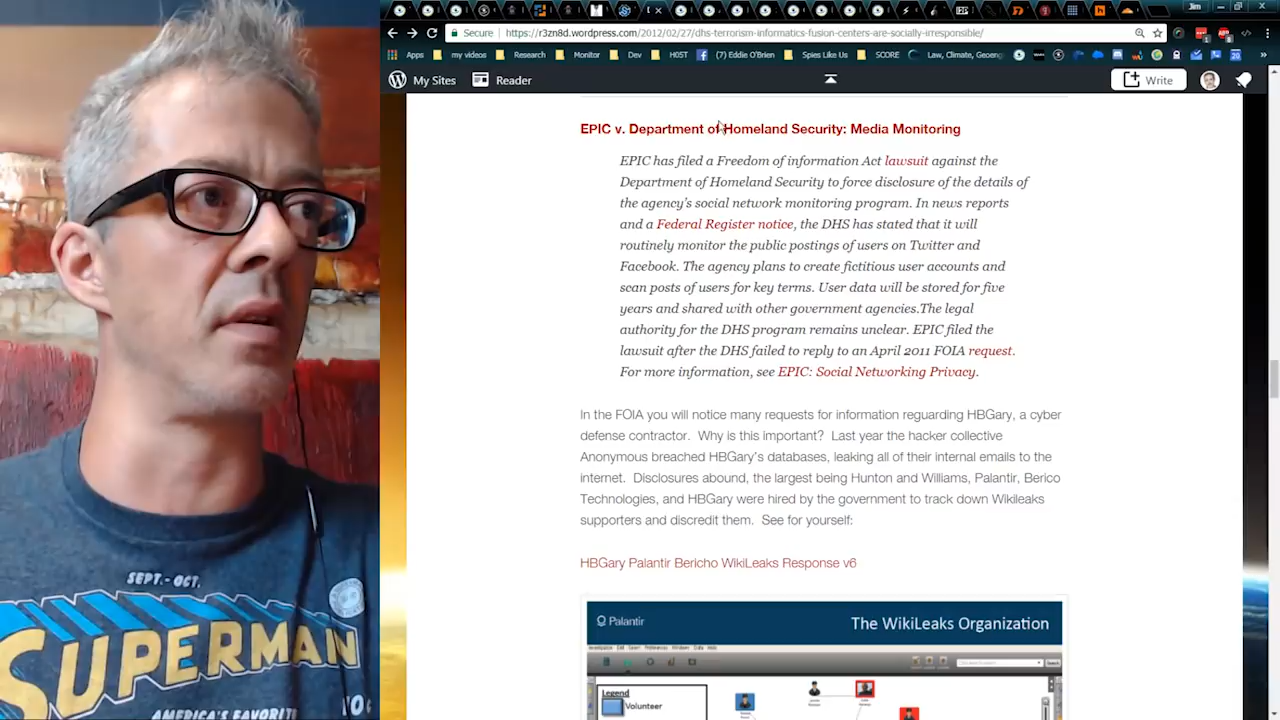 Jim
Secure
https://r3zn8d.wordpress.com/2012/02/27/dhs-terrorism-informatics-fusion-centers-are-socially-irresponsible/
Apps my videos Research Monitor Dev H0ST (7) Eddie O'Brien Spies Like Us SCORE Law, Climate, Geoeng
My Sites Reader Write
EPIC v. Department of Homeland Security: Media Monitoring
EPIC has filed a Freedom of information Act lawsuit against the
Department of Homeland Security to force disclosure of the details of
the agency's social network monitoring program. In news reports
and a Federal Register notice, the DHS has stated that it will
routinely monitor the public postings of users on Twitter and
Facebook. The agency plans to create fictitious user accounts and
scan posts of users for key terms. User data will be stored for five
years and shared with other government agencies.The legal
authority for the DHS program remains unclear. EPIC filed the
lawsuit after the DHS failed to reply to an April 2011 FOIA request.
For more information, see EPIC: Social Networking Privacy.
In the FOIA you will notice many requests for information reguarding HBGary, a cyber
defense contractor. Why is this important? Last year the hacker collective
Anonymous breached HBGary's databases, leaking all of their internal emails to the
internet. Disclosures abound, the largest being Hunton and Williams, Palantir, Berico
Technologies, and HBGary were hired by the government to track down Wikileaks
supporters and discredit them. See for yourself:
HBGary Palantir Bericho WikiLeaks Response v6
Palantir The WikiLeaks Organization
Legend
Volunteer
SEPT.-OCT.
SUPERMAN
AMERICA'S FAVORITE